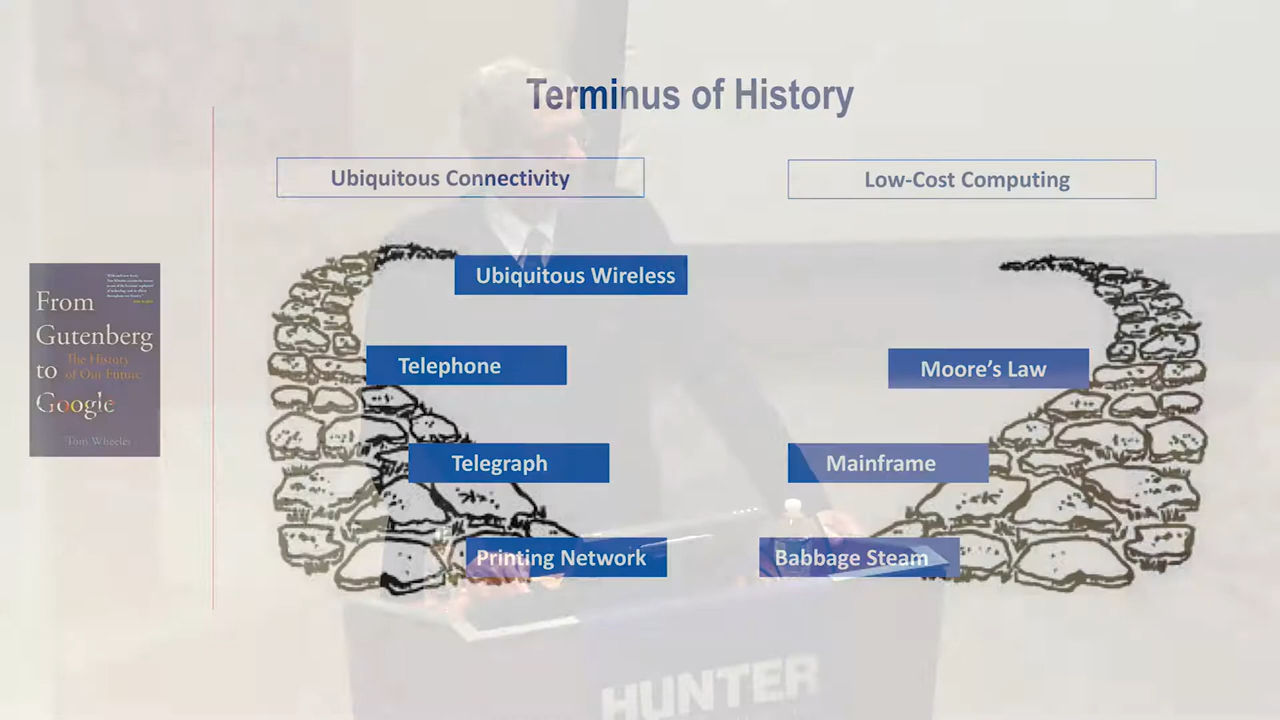 Terminus of History
Ubiquitous Connectivity
Low-Cost Computing
Ubiquitous Wireless
Telephone
Moore's Law
Telegraph
Mainframe
Printing Network
Babbage Steam
From
Gutenberg
to
The History
of Our Future
Google
Tom Wheeler
HUNTER